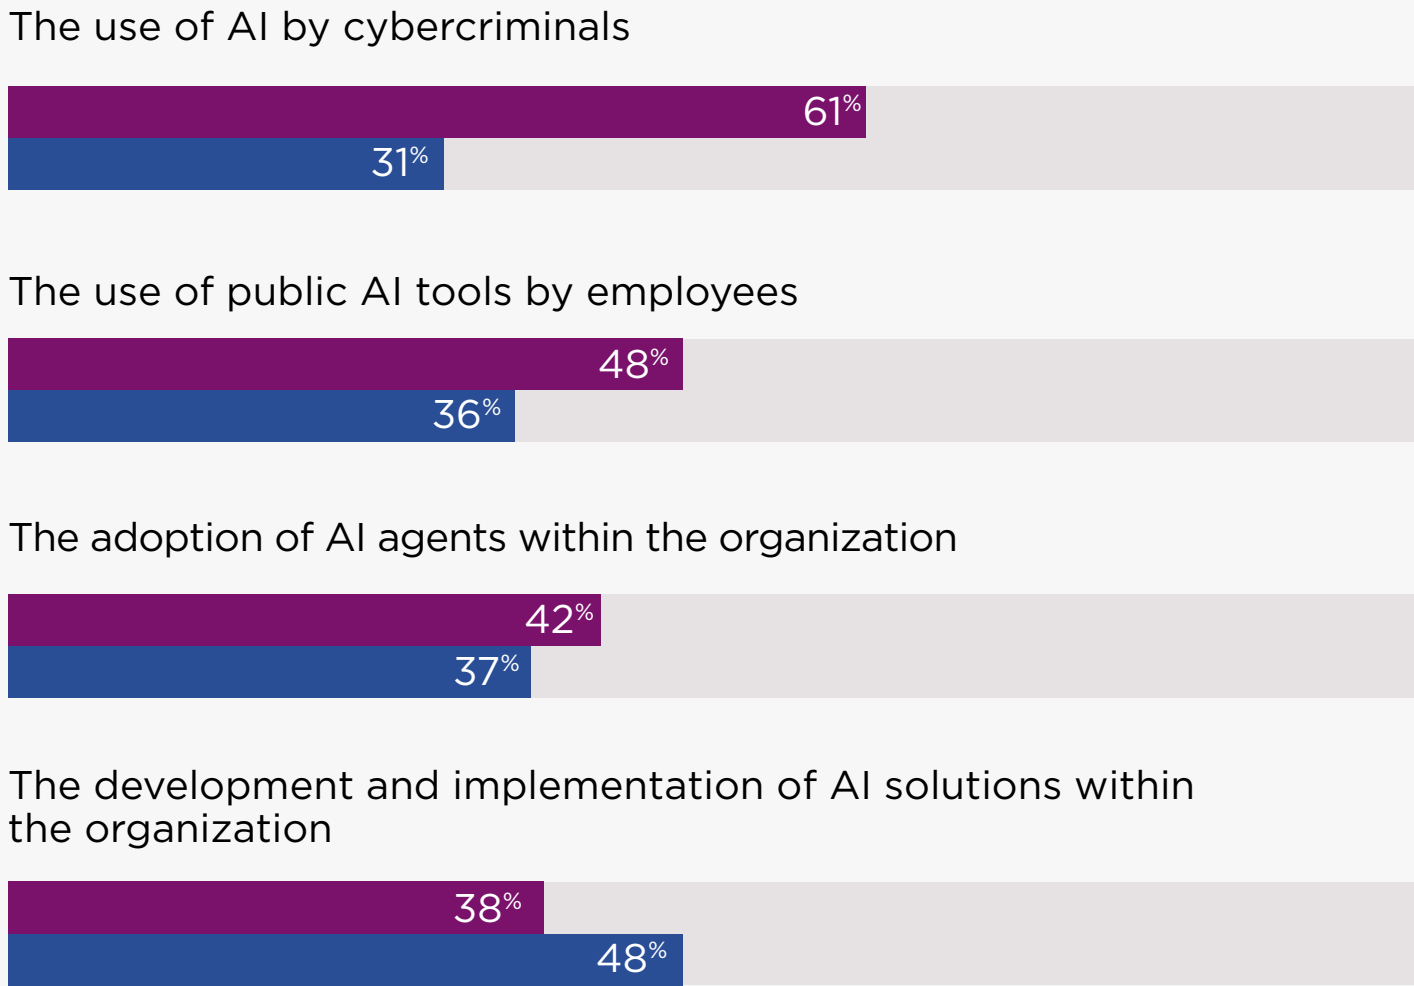 The use of AI by cybercriminals
61%
31%
The use of public AI tools by employees
48%
36%
The adoption of AI agents within the organization
42%
37%
The development and implementation of AI solutions within
the organization
38%
48%